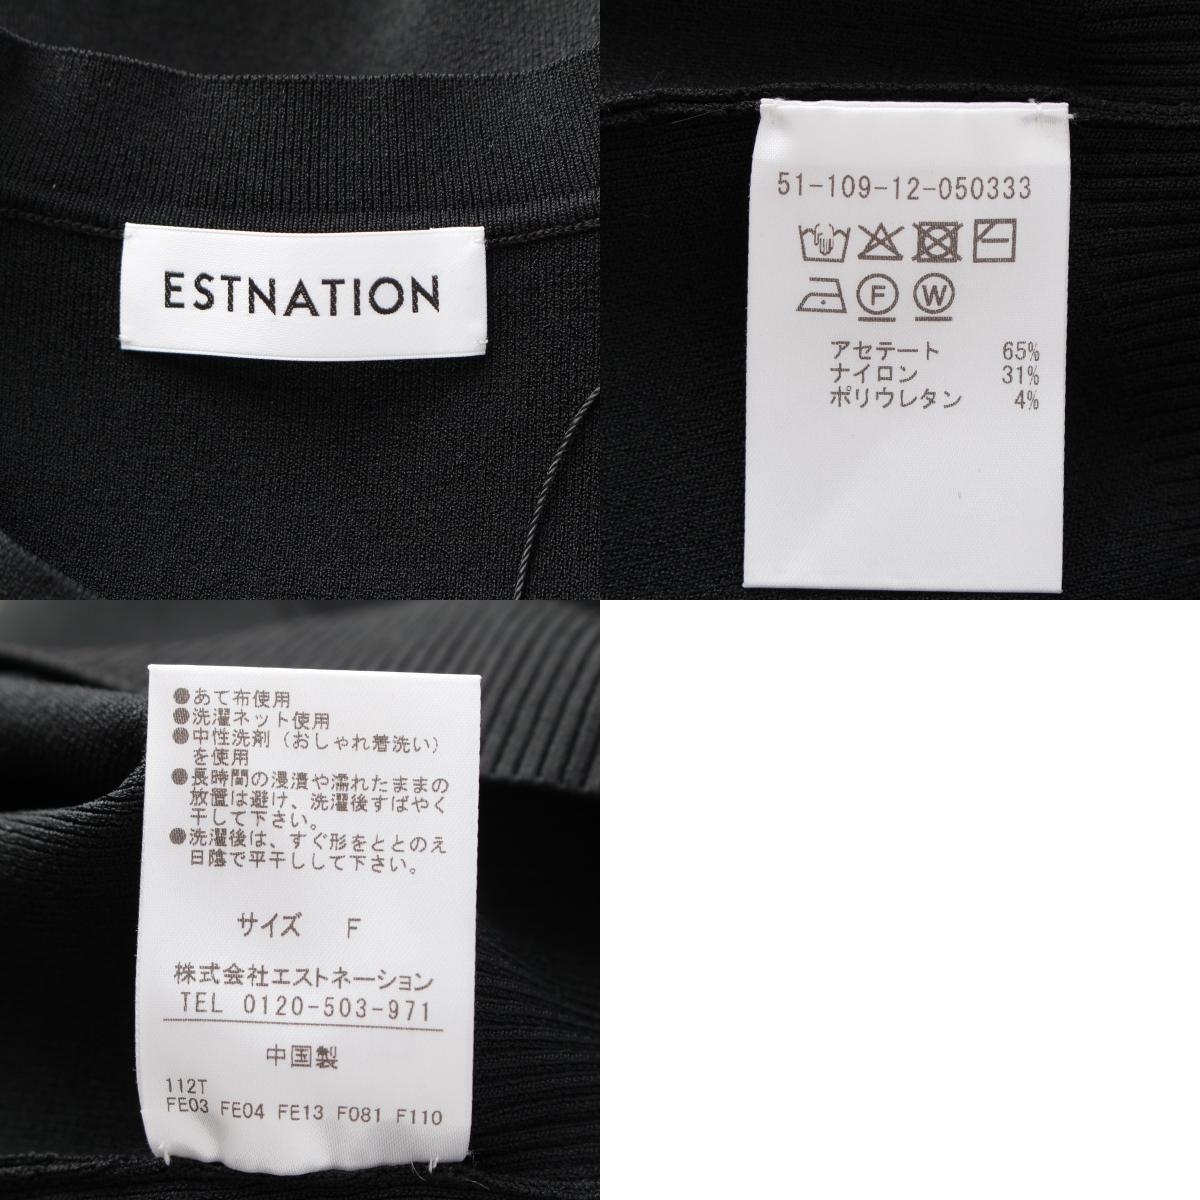 ESTNATION
51-109-12-050333
F W
アセテート 65%
ナイロン 31%
ポリウレタン 4%
●あて布使用
●洗濯ネット使用
●中性洗剤(おしゃれ着洗い)
を使用
●長時間の浸漬や濡れたままの
放置は避け、洗濯後すばやく
干して下さい。
●洗濯後は、すぐ形をととのえ
日陰で平干しして下さい。
サイズ F
株式会社エストネーション
TEL 0120-503-971
中国製
112T
FE03 FE04 FE13 F081 F110